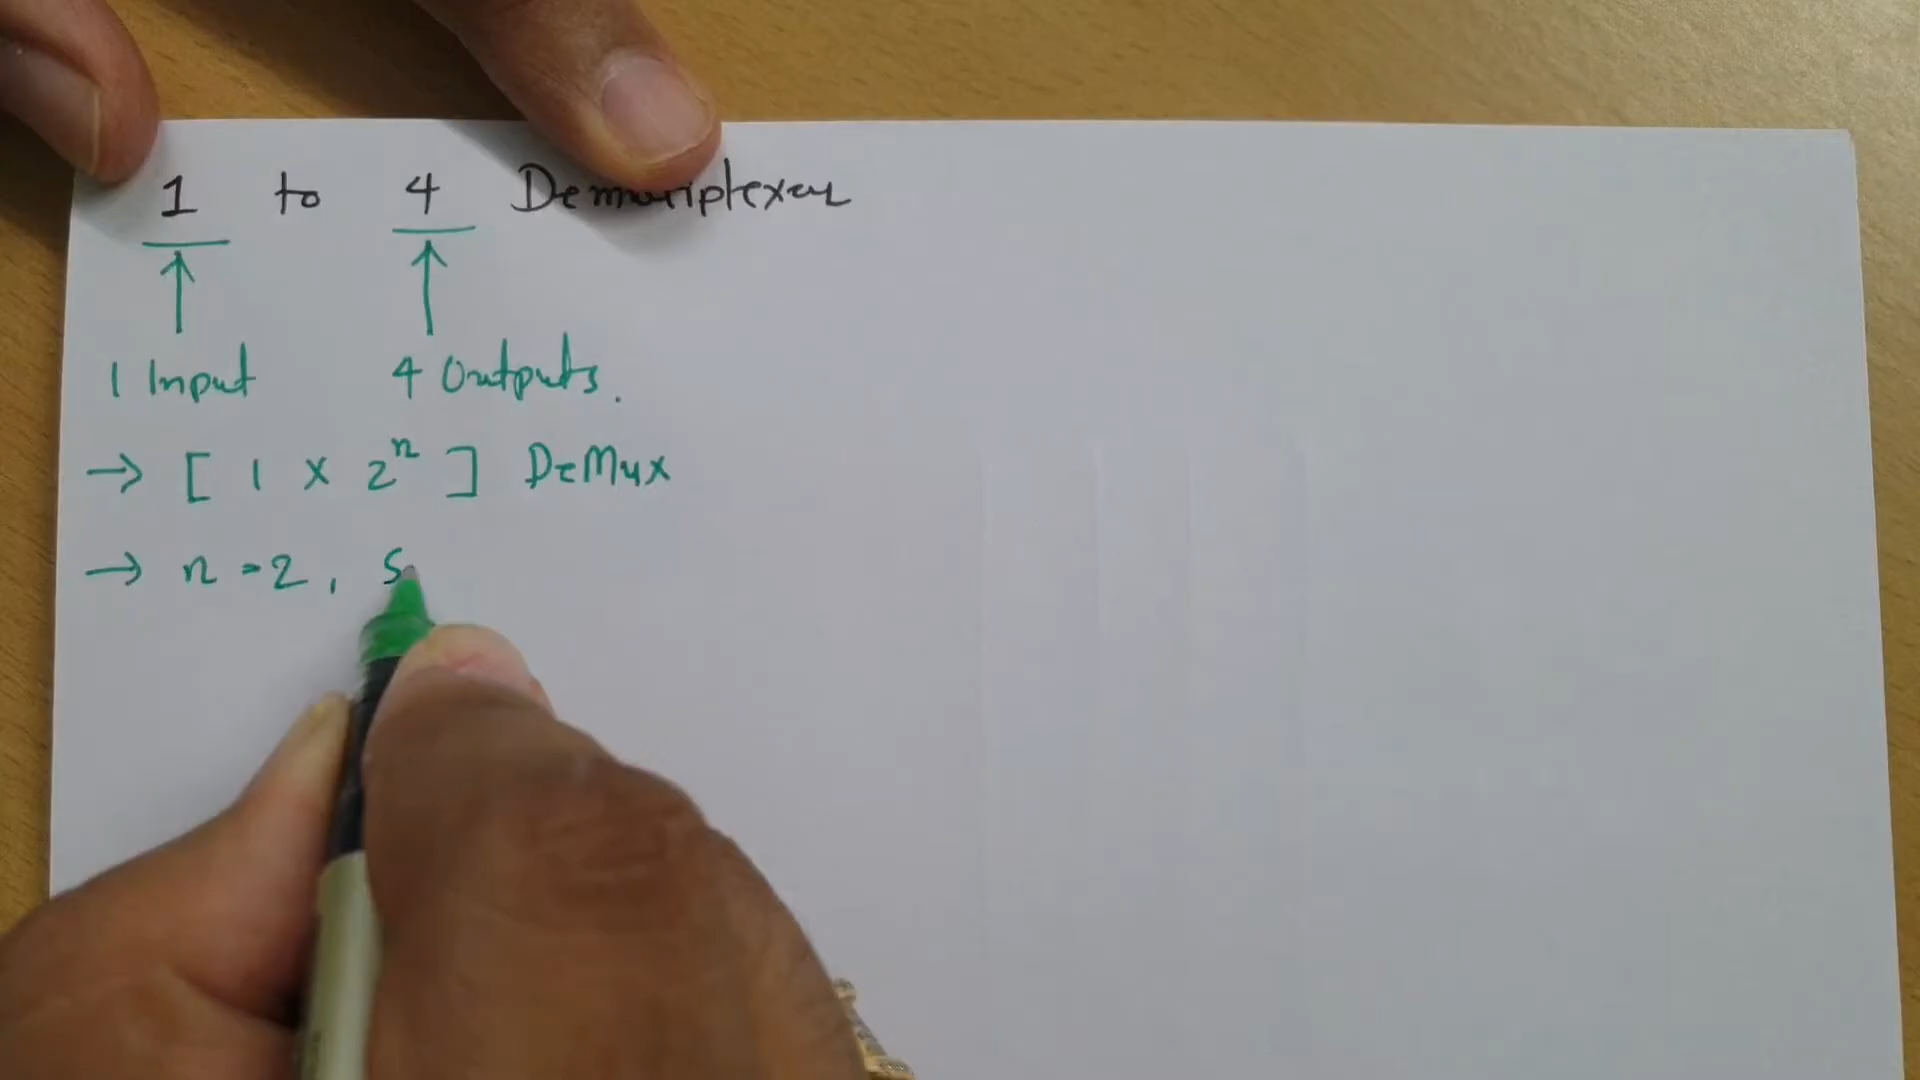 1 to 4 Demultiplexer
1 Input 4 Outputs.
→ [ 1 x 2ⁿ ] DeMux
→ n = 2, S